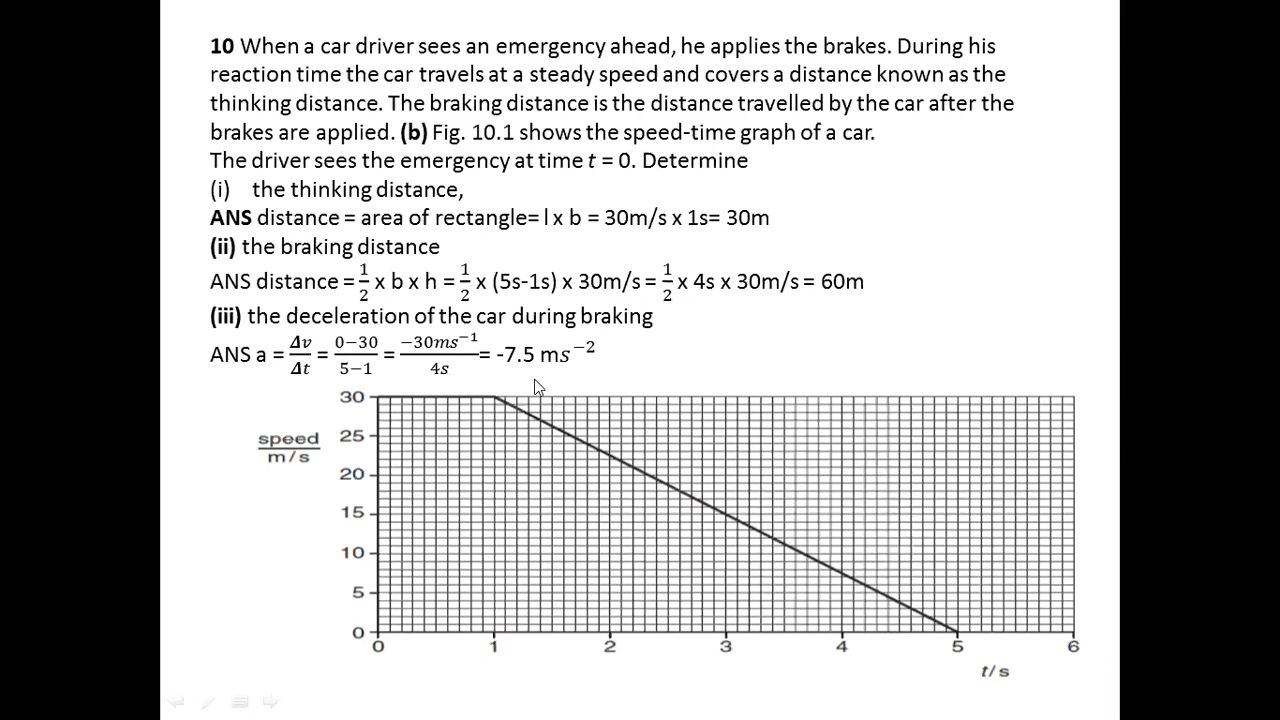 10 When a car driver sees an emergency ahead, he applies the brakes. During his
reaction time the car travels at a steady speed and covers a distance known as the
thinking distance. The braking distance is the distance travelled by the car after the
brakes are applied. (b) Fig. 10.1 shows the speed-time graph of a car.
The driver sees the emergency at time t = 0. Determine
(i) the thinking distance,
ANS distance = area of rectangle= l x b = 30m/s x 1s= 30m
(ii) the braking distance
ANS distance = 1/2 x b x h = 1/2 x (5s-1s) x 30m/s = 1/2 x 4s x 30m/s = 60m
(iii) the deceleration of the car during braking
ANS a = Δv/Δt = 0−30/5−1 = −30ms⁻¹/4s = -7.5 ms⁻²
30
25
speed
m/s
20
15
10
5
0
0 1 2 3 4 5 6
t/s